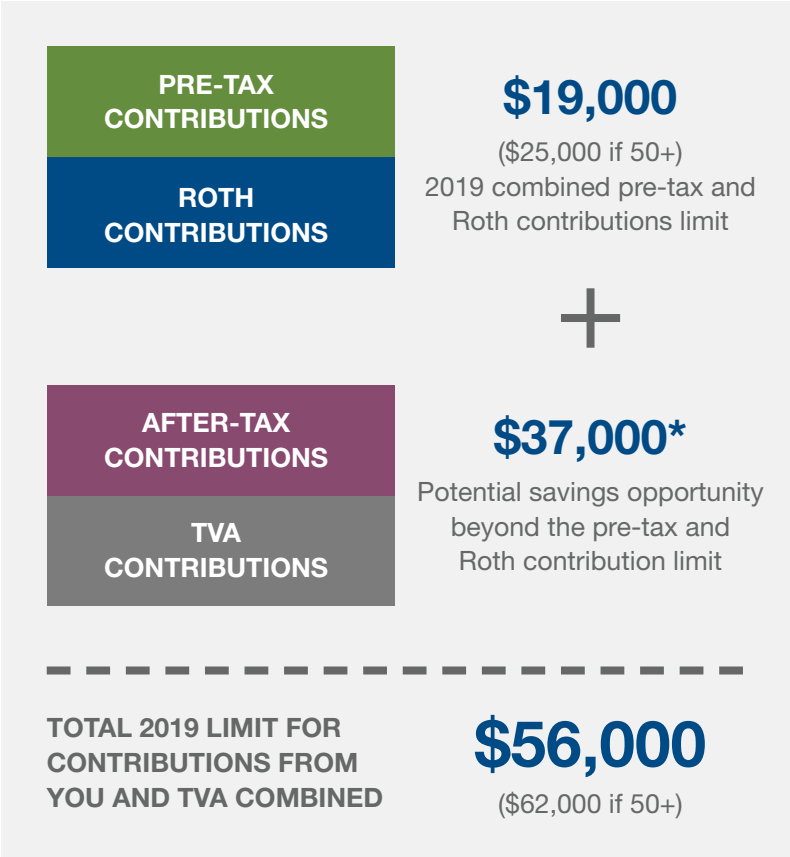 PRE-TAX
CONTRIBUTIONS
$19,000
($25,000 if 50+)
2019 combined pre-tax and
Roth contributions limit
ROTH
CONTRIBUTIONS
+
AFTER-TAX
CONTRIBUTIONS
$37,000*
Potential savings opportunity
beyond the pre-tax and
Roth contribution limit
TVA
CONTRIBUTIONS
TOTAL 2019 LIMIT FOR
CONTRIBUTIONS FROM
YOU AND TVA COMBINED
$56,000
($62,000 if 50+)